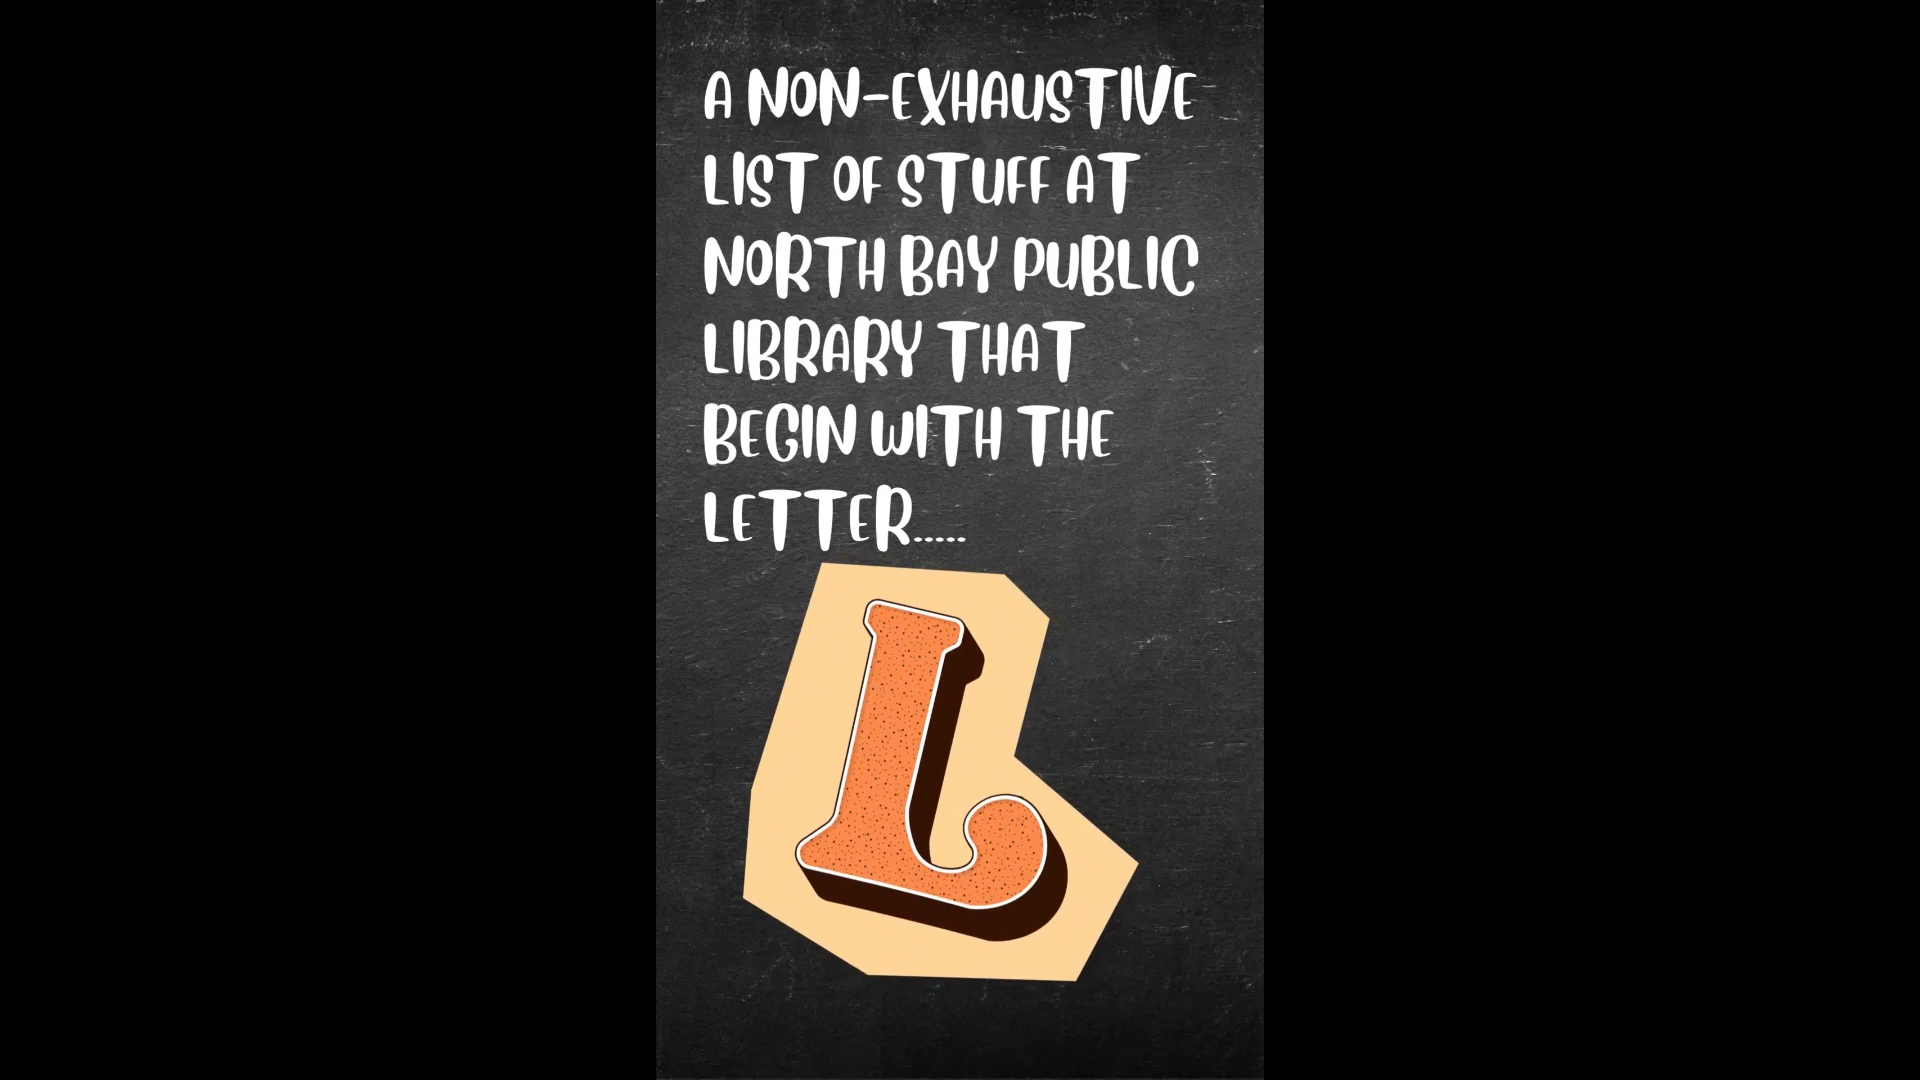 A NON-EXHAUSTIVE
LIST OF STUFF AT
NORTH BAY PUBLIC
LIBRARY THAT
BEGIN WITH THE
LETTER.....
L